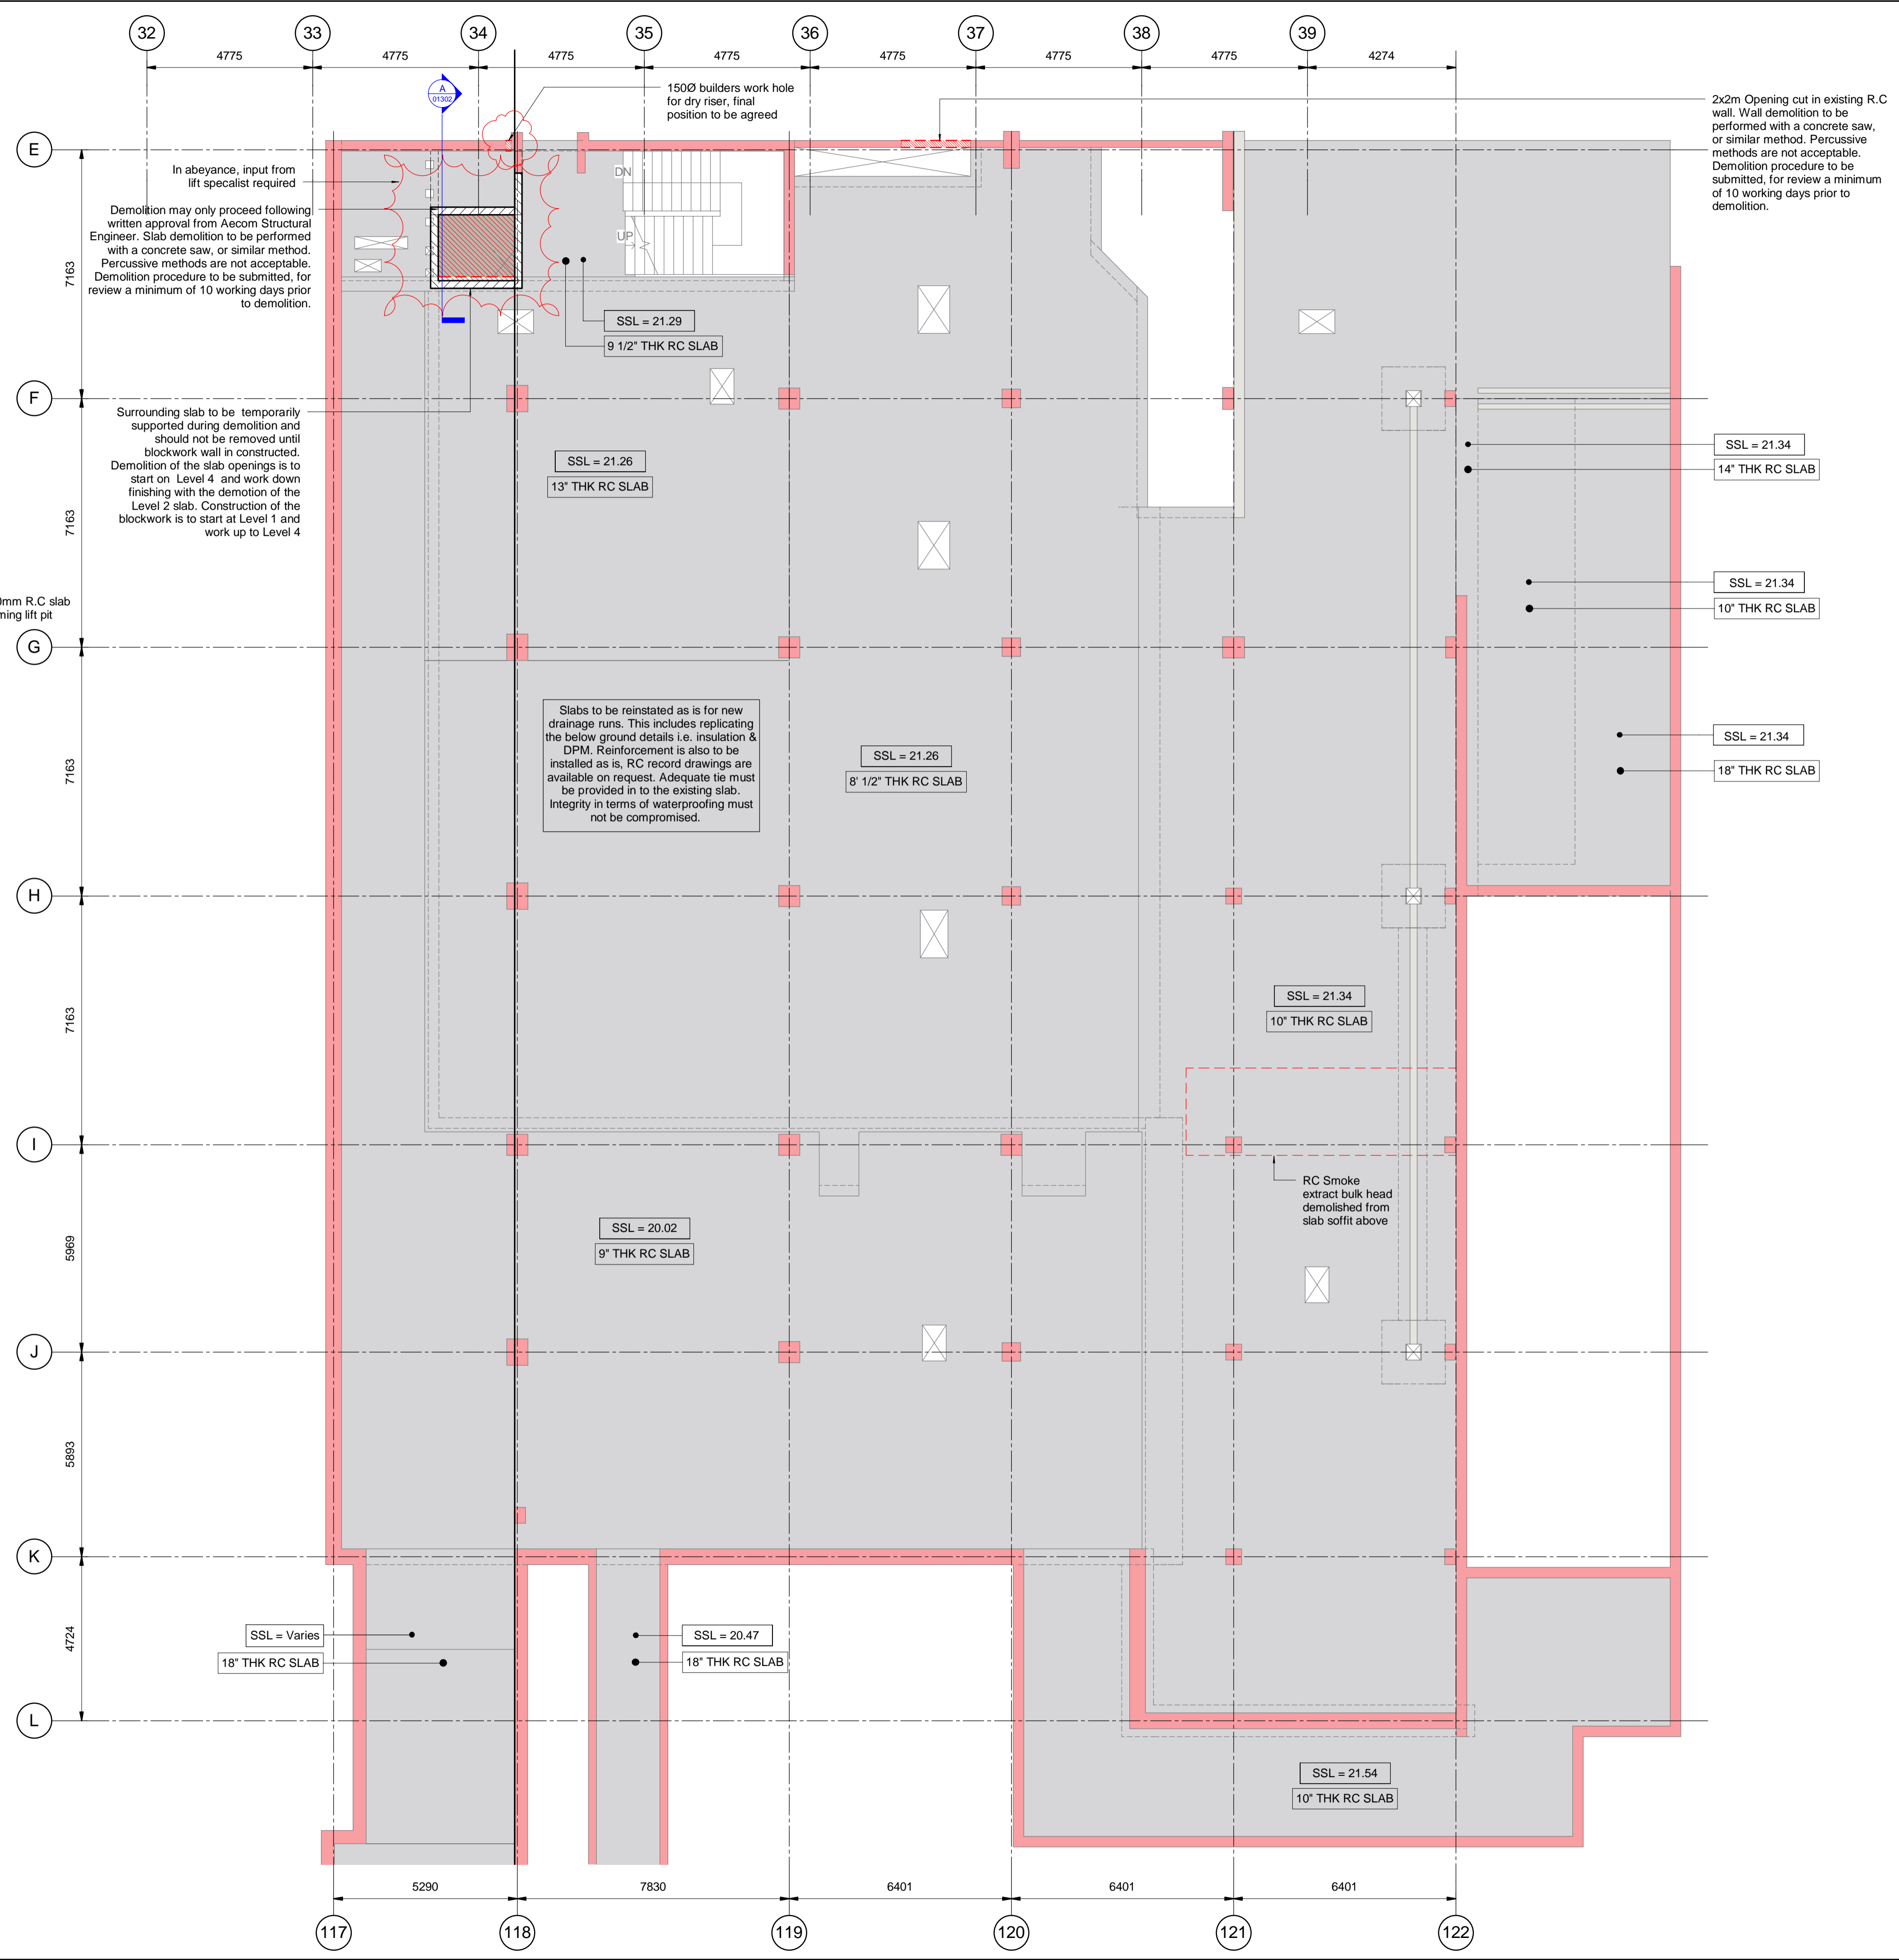 32
33
34
35
36
37
38
39
4775
4775
4775
4775
4775
4775
4775
4274
A
01302
150Ø builders work hole
for dry riser, final
position to be agreed
2x2m Opening cut in existing R.C
wall. Wall demolition to be
performed with a concrete saw,
or similar method. Percussive
methods are not acceptable.
Demolition procedure to be
submitted, for review a minimum
of 10 working days prior to
demolition.
E
In abeyance, input from
lift specalist required
Demolition may only proceed following
written approval from Aecom Structural
Engineer. Slab demolition to be performed
with a concrete saw, or similar method.
Percussive methods are not acceptable.
Demolition procedure to be submitted, for
review a minimum of 10 working days prior
to demolition.
DN
UP
7163
SSL = 21.29
9 1/2" THK RC SLAB
F
Surrounding slab to be temporarily
supported during demolition and
should not be removed until
blockwork wall in constructed.
Demolition of the slab openings is to
start on Level 4 and work down
finishing with the demotion of the
Level 2 slab. Construction of the
blockwork is to start at Level 1 and
work up to Level 4
SSL = 21.26
13" THK RC SLAB
SSL = 21.34
14" THK RC SLAB
7163
SSL = 21.34
10" THK RC SLAB
0mm R.C slab
ming lift pit
G
Slabs to be reinstated as is for new
drainage runs. This includes replicating
the below ground details i.e. insulation &
DPM. Reinforcement is also to be
installed as is, RC record drawings are
available on request. Adequate tie must
be provided in to the existing slab.
Integrity in terms of waterproofing must
not be compromised.
7163
SSL = 21.26
8' 1/2" THK RC SLAB
SSL = 21.34
18" THK RC SLAB
H
7163
SSL = 21.34
10" THK RC SLAB
I
RC Smoke
extract bulk head
demolished from
slab soffit above
5969
SSL = 20.02
9" THK RC SLAB
J
5893
K
4724
SSL = Varies
18" THK RC SLAB
SSL = 20.47
18" THK RC SLAB
L
SSL = 21.54
10" THK RC SLAB
5290
7830
6401
6401
6401
117
118
119
120
121
122